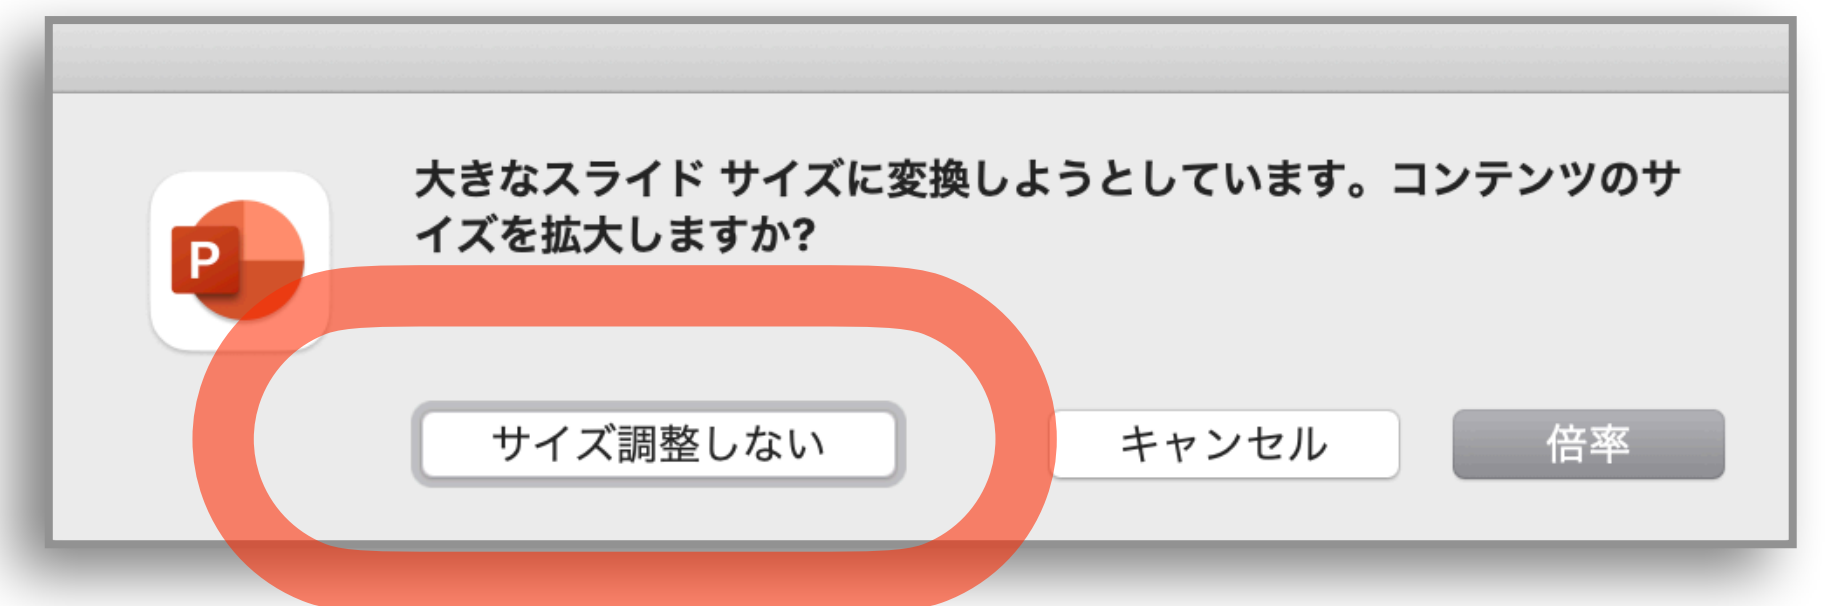 大きなスライド サイズに変換しようとしています。コンテンツのサ
イズを拡大しますか?
P
サイズ調整しない
キャンセル
倍率